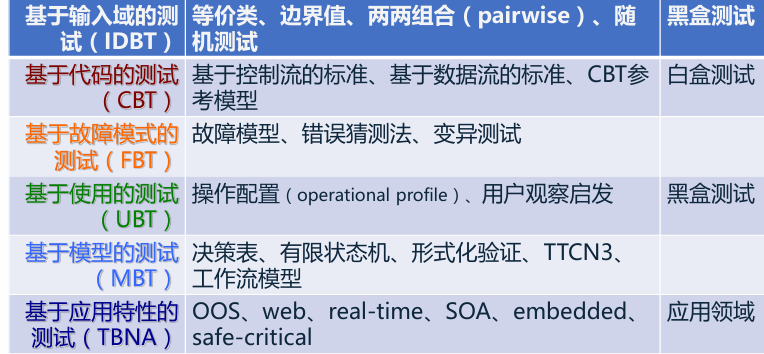 基于输入域的测 等价类、边界值、两两组合（pairwise）、随 黑盒测试
试（IDBT） 机测试
基于代码的测试 基于控制流的标准、基于数据流的标准、CBT参 白盒测试
（CBT） 考模型
基于故障模式的 故障模型、错误猜测法、变异测试
测试（FBT）
基于使用的测试 操作配置（operational profile）、用户观察启发 黑盒测试
（UBT）
基于模型的测试 决策表、有限状态机、形式化验证、TTCN3、
（MBT） 工作流模型
基于应用特性的 OOS、web、real-time、SOA、embedded、 应用领域
测试（TBNA） safe-critical